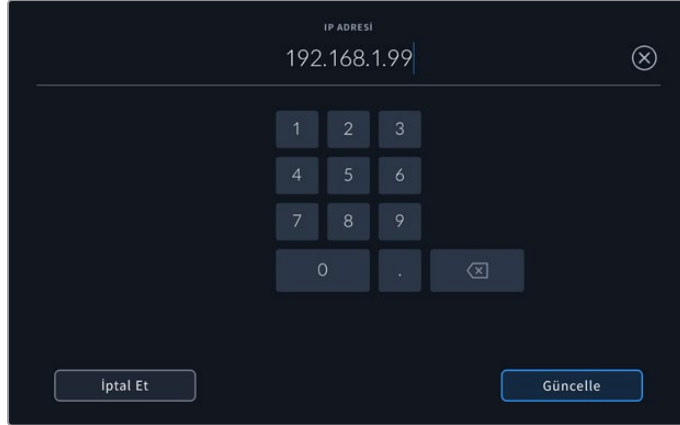 IP ADRESİ
192.168.1.99
1 2 3
4 5 6
7 8 9
0 .
İptal Et
Güncelle